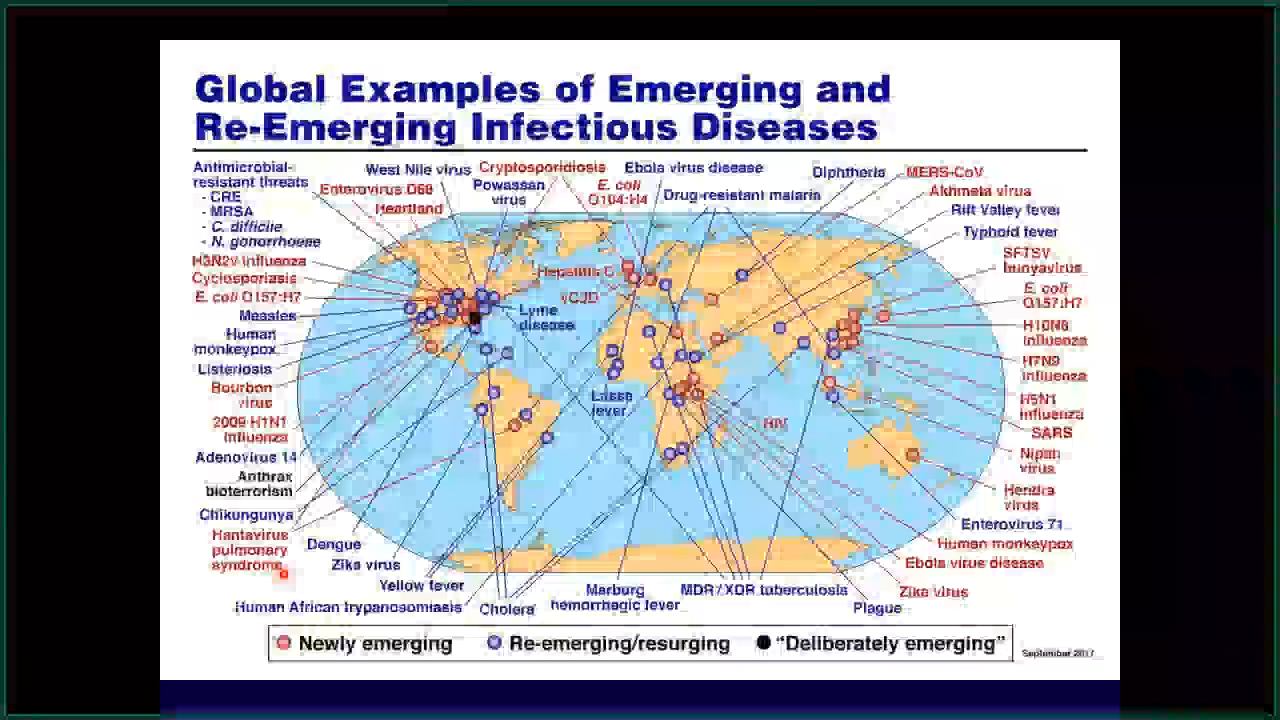 Global Examples of Emerging and
Re-Emerging Infectious Diseases
Antimicrobial-
resistant threats
- CRE
- MRSA
- C. difficile
- N. gonorrhoeae
H3N2v influenza
Cyclosporiasis
E. coli O157:H7
Measles
Human
monkeypox
Listeriosis
Bourbon
virus
2009 H1N1
influenza
Adenovirus 14
Anthrax
bioterrorism
Chikungunya
Hantavirus
pulmonary
syndrome
Dengue
Zika virus
Yellow fever
Human African trypanosomiasis
Cholera
Marburg
hemorrhagic fever
MDR/XDR tuberculosis
Plague
West Nile virus
Enterovirus D68
Heartland
Cryptosporidiosis
Powassan
virus
E. coli
O104:H4
Ebola virus disease
Drug-resistant malaria
Diphtheria
MERS-CoV
Akhmeta virus
Rift Valley fever
Typhoid fever
SFTSV
bunyavirus
E. coli
O157:H7
H10N8
influenza
H7N9
influenza
H5N1
influenza
SARS
Nipah
virus
Hendra
virus
Enterovirus 71
Human monkeypox
Ebola virus disease
Zika virus
Hepatitis C
vCJD
Lyme
disease
Lassa
fever
HIV
Newly emerging
Re-emerging/resurging
"Deliberately emerging"
September 2017